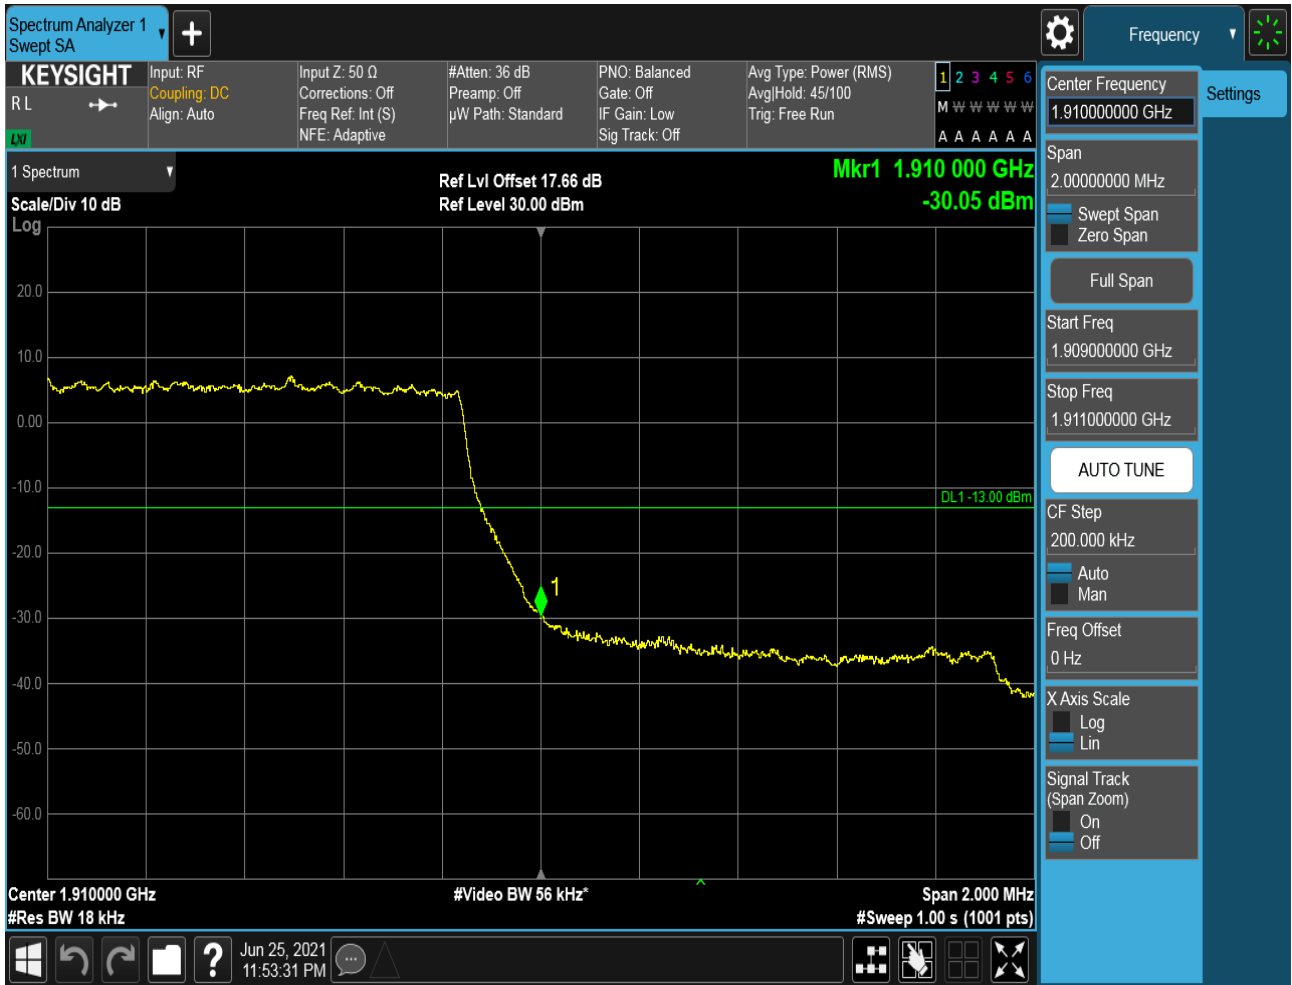 Spectrum Analyzer 1
Swept SA
Frequency
KEYSIGHT
R L
LXI
Input: RF
Coupling: DC
Align: Auto
Input Z: 50 Ω
Corrections: Off
Freq Ref: Int (S)
NFE: Adaptive
#Atten: 36 dB
Preamp: Off
µW Path: Standard
PNO: Balanced
Gate: Off
IF Gain: Low
Sig Track: Off
Avg Type: Power (RMS)
Avg|Hold: 45/100
Trig: Free Run
1 2 3 4 5 6
M W W W W W
A A A A A A
1 Spectrum
Scale/Div 10 dB
Log
Ref Lvl Offset 17.66 dB
Ref Level 30.00 dBm
Mkr1 1.910 000 GHz
-30.05 dBm
20.0
10.0
0.00
-10.0
-20.0
-30.0
-40.0
-50.0
-60.0
DL1 -13.00 dBm
1
Center 1.910000 GHz
#Res BW 18 kHz
#Video BW 56 kHz*
Span 2.000 MHz
#Sweep 1.00 s (1001 pts)
?
Jun 25, 2021
11:53:31 PM
Center Frequency
1.910000000 GHz
Settings
Span
2.00000000 MHz
Swept Span
Zero Span
Full Span
Start Freq
1.909000000 GHz
Stop Freq
1.911000000 GHz
AUTO TUNE
CF Step
200.000 kHz
Auto
Man
Freq Offset
0 Hz
X Axis Scale
Log
Lin
Signal Track
(Span Zoom)
On
Off